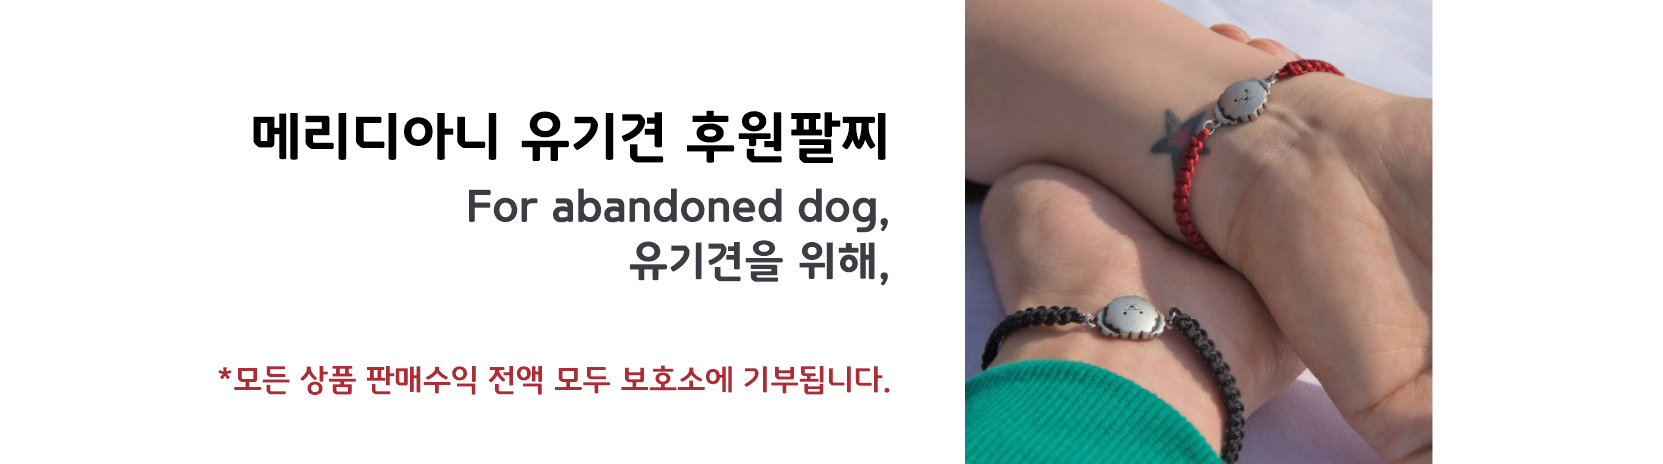 메리디아니 유기견 후원팔찌
For abandoned dog,
유기견을 위해,
*모든 상품 판매수익 전액 모두 보호소에 기부됩니다.